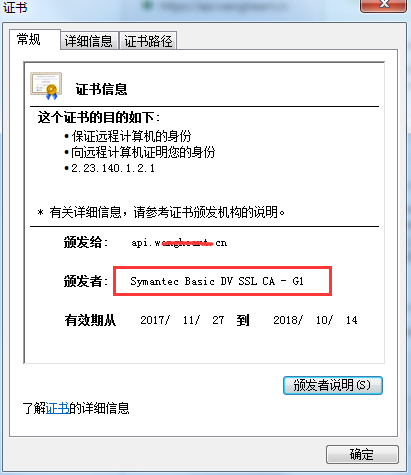 证书
常规 详细信息 证书路径
证书信息
这个证书的目的如下:
• 保证远程计算机的身份
• 向远程计算机证明您的身份
• 2.23.140.1.2.1
* 有关详细信息，请参考证书颁发机构的说明。
颁发给: .cn
颁发者: Symantec Basic DV SSL CA - G1
有效期从 2017/ 11/ 27 到 2018/ 10/ 14
颁发者说明(S)
了解证书的详细信息
确定